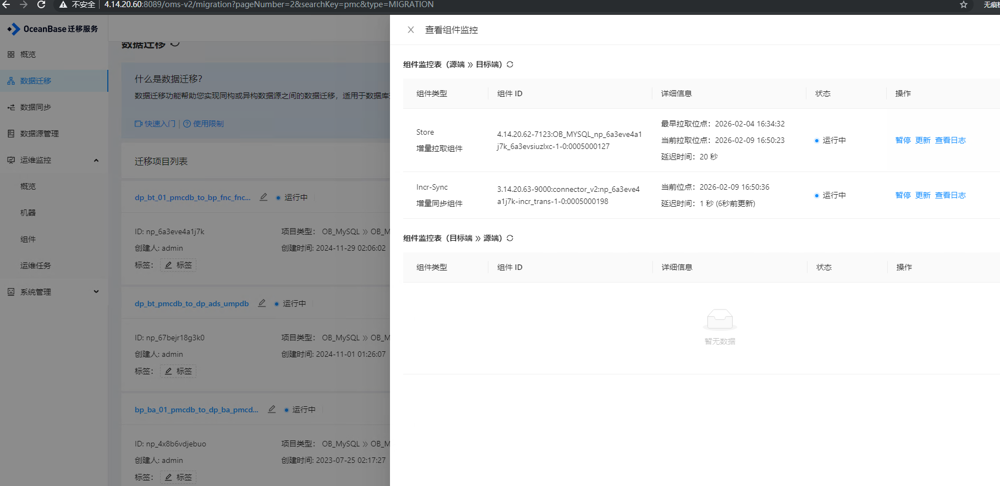 不安全 4.14.20.60:8089/oms-v2/migration?pageNumber=2&searchKey=pmc&type=MIGRATION
OceanBase 迁移服务
概览
数据迁移
数据同步
数据源管理
运维监控
概览
机器
组件
运维任务
系统管理
数据迁移
什么是数据迁移?
数据迁移功能帮助您实现同构或异构数据源之间的数据迁移，适用于数据库
快速入门 使用限制
迁移项目列表
dp_bt_01_pmcdb_to_bp_fnc_fnc... 运行中
ID: np_6a3eve4a1j7k 项目类型： OB_MySQL » OB_M
创建人: admin 创建时间: 2024-11-29 02:06:02
标签： 标签
dp_bt_pmcdb_to_dp_ads_umpdb 运行中
ID: np_67bejr18g3k0 项目类型： OB_MySQL » OB_M
创建人: admin 创建时间: 2024-11-01 01:26:07
标签： 标签
bp_ba_01_pmcdb_to_dp_ba_pmcd... 运行中
ID: np_4x8b6vdjebuo 项目类型： OB_MySQL » OB_M
创建人: admin 创建时间: 2023-07-25 02:17:27
标签： 标签
查看组件监控
组件监控表（源端 » 目标端）
组件类型 组件 ID 详细信息 状态 操作
Store
增量拉取组件
4.14.20.62-7123:OB_MYSQL_np_6a3eve4a1
j7k_6a3evsiuzlxc-1-0:0005000127
最早拉取位点：2026-02-04 16:34:32
当前拉取位点：2026-02-09 16:50:23
延迟时间：20 秒
运行中
暂停 更新 查看日志
Incr-Sync
增量同步组件
3.14.20.63-9000:connector_v2:np_6a3eve4
a1j7k-incr_trans-1-0:0005000198
当前位点：2026-02-09 16:50:36
延迟时间：1 秒 (6秒前更新)
运行中
暂停 更新 查看日志
组件监控表（目标端 » 源端）
组件类型 组件 ID 详细信息 状态 操作
暂无数据